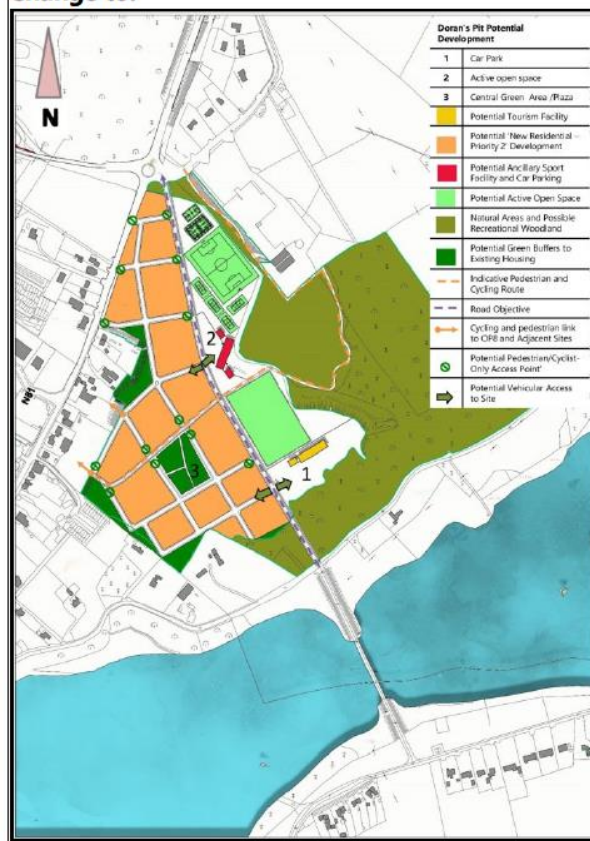 change to:
N
Doran's Pit Potential
Development
1 Car Park
2 Active open space
3 Central Green Area /Plaza
Potential Tourism Facility
Potential 'New Residential –
Priority 2' Development
Potential Ancillary Sport
Facility and Car Parking
Potential Active Open Space
Natural Areas and Possible
Recreational Woodland
Potential Green Buffers to
Existing Housing
Indicative Pedestrian and
Cycling Route
Road Objective
Cycling and pedestrian link
to OP8 and Adjacent Sites
Potential Pedestrian/Cyclist-
Only Access Point'
Potential Vehicular Access
to Site
2
N81
3
1